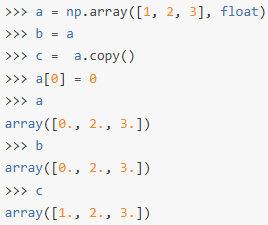 >>> a = np.array([1, 2, 3], float)
>>> b = a
>>> c =  a.copy()
>>> a[0] = 0
>>> a
array([0., 2., 3.])
>>> b
array([0., 2., 3.])
>>> c
array([1., 2., 3.])